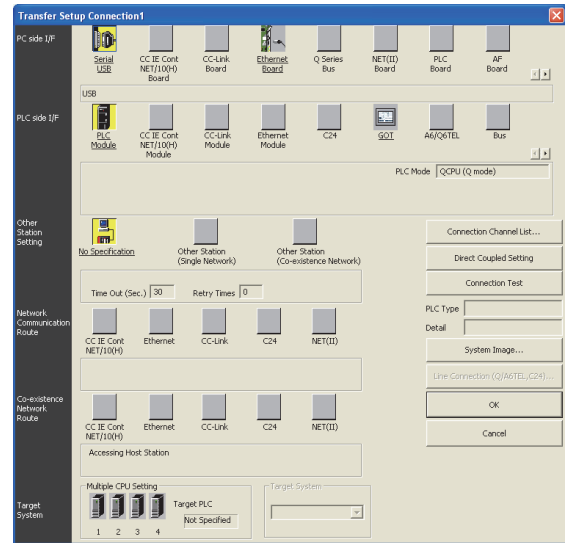 Transfer Setup Connection1
PC side I/F
Serial USB
CC IE Cont NET/10(H) Board
CC-Link Board
Ethernet Board
Q Series Bus
NET(II) Board
PLC Board
AF Board
USB
PLC side I/F
PLC Module
CC IE Cont NET/10(H) Module
CC-Link Module
Ethernet Module
C24
GOT
A6/Q6TEL
Bus
PLC Mode QCPU (Q mode)
Other Station Setting
No Specification
Other Station (Single Network)
Other Station (Co-existence Network)
Time Out (Sec.) 30 Retry Times 0
Connection Channel List...
Direct Coupled Setting
Connection Test
PLC Type
Detail
System Image...
Line Connection (Q/A6TEL,C24)...
OK
Cancel
Network Communication Route
CC IE Cont NET/10(H)
Ethernet
CC-Link
C24
NET(II)
Co-existence Network Route
CC IE Cont NET/10(H)
Ethernet
CC-Link
C24
NET(II)
Accessing Host Station
Target System
Multiple CPU Setting
1 2 3 4
Target PLC
Not Specified
Target System